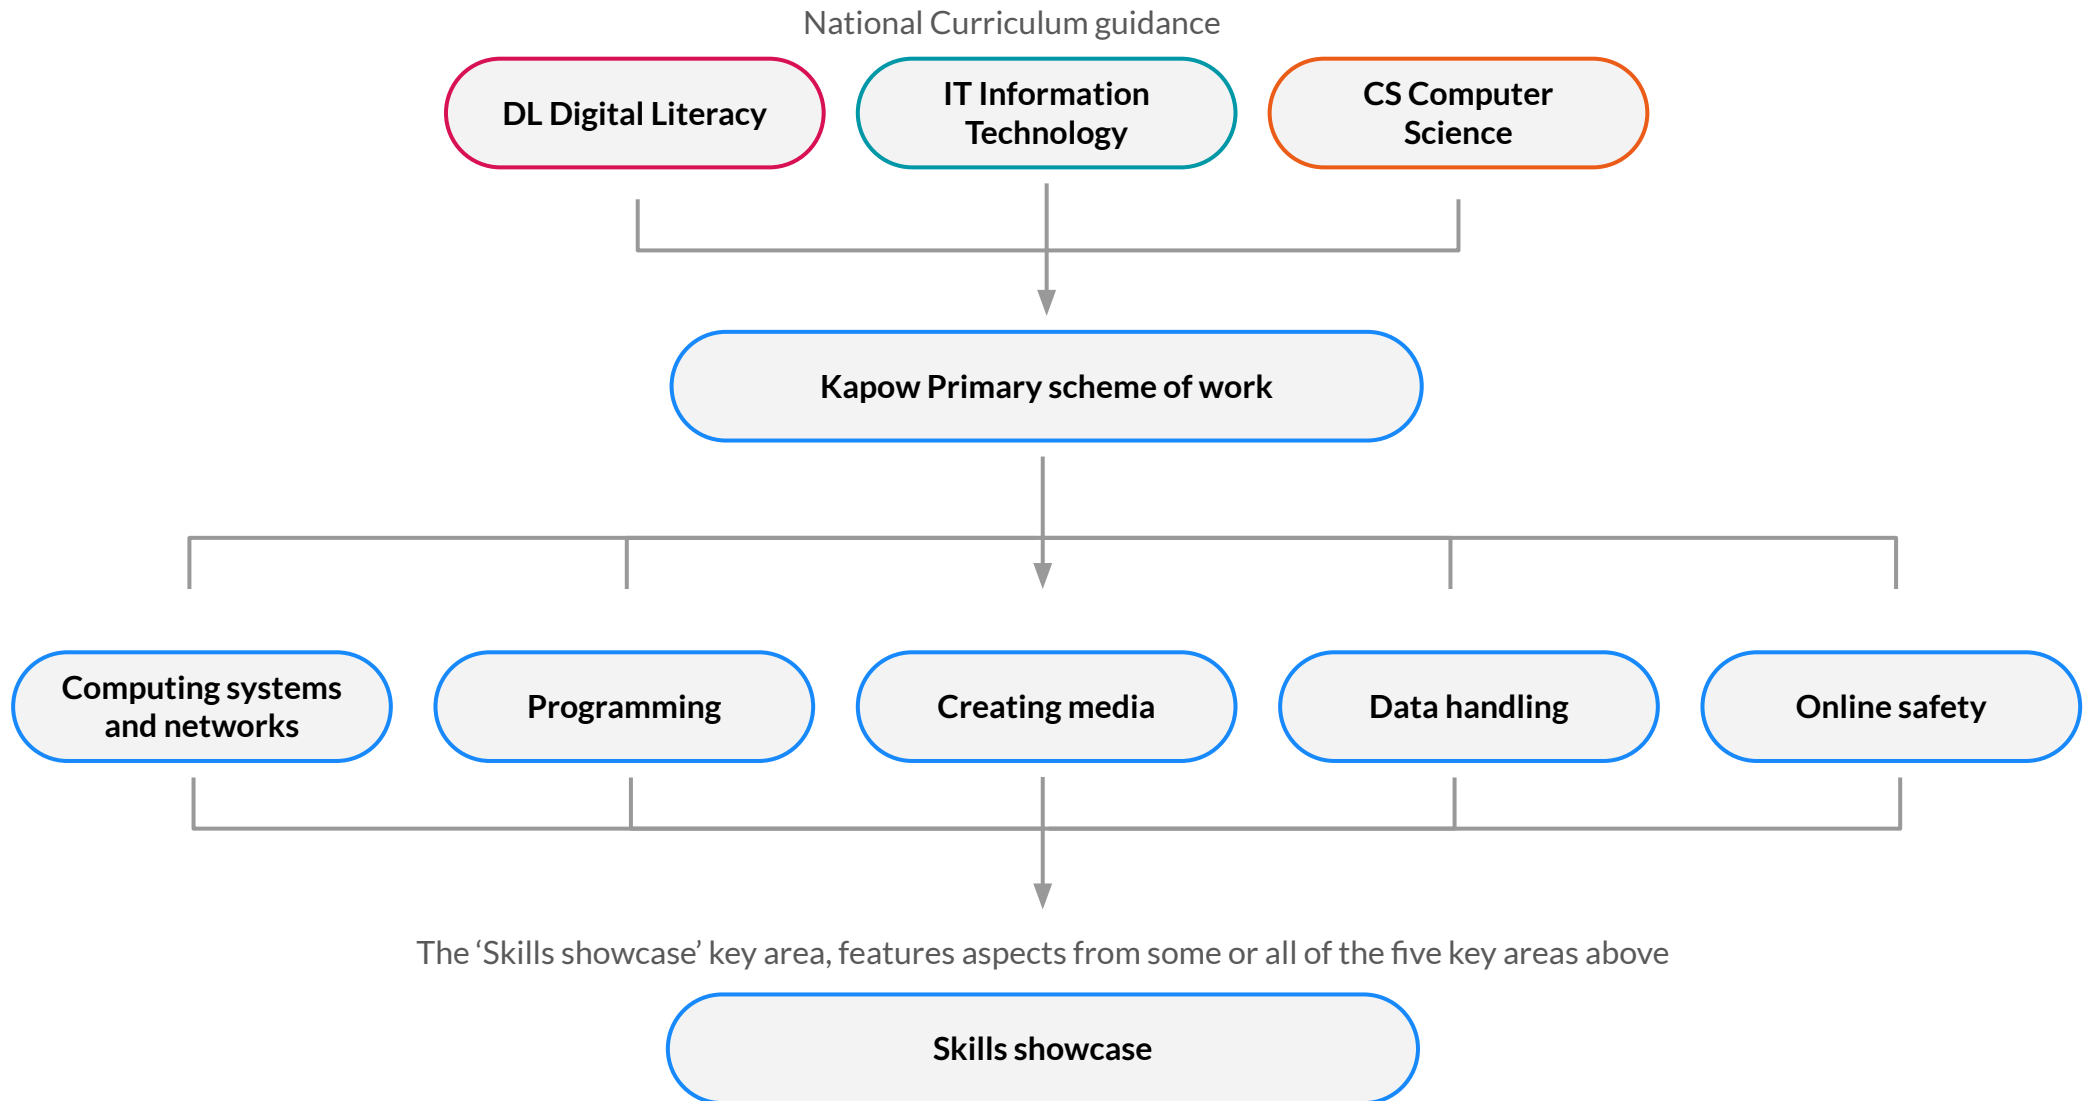 National Curriculum guidance
DL Digital Literacy
IT Information
Technology
CS Computer
Science
Kapow Primary scheme of work
Computing systems
and networks
Programming
Creating media
Data handling
Online safety
The ‘Skills showcase’ key area, features aspects from some or all of the five key areas above
Skills showcase